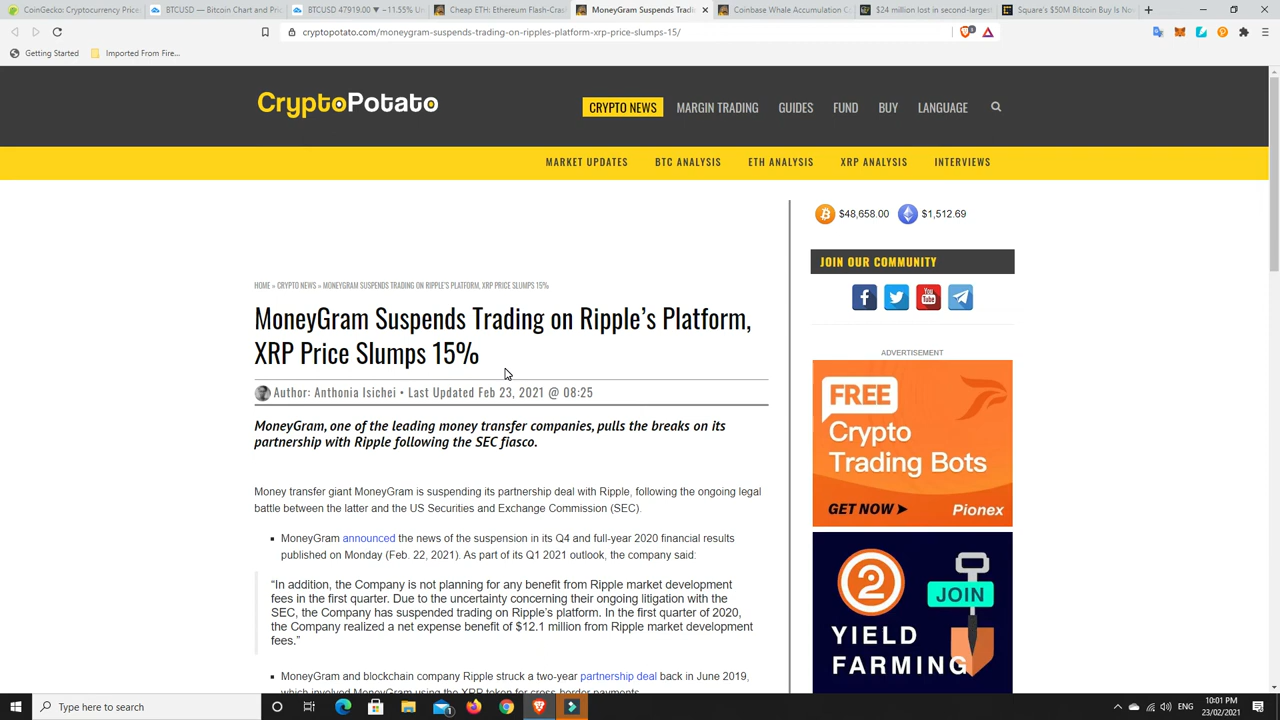 CoinGecko: Cryptocurrency Price
BTCUSD — Bitcoin Chart and Pri
BTCUSD 47919.00 ▼ −11.55% Un
Cheap ETH: Ethereum Flash-Cras
MoneyGram Suspends Tradi
Coinbase Whale Accumulation C
$24 million lost in second-largest
Square's $50M Bitcoin Buy Is No
cryptopotato.com/moneygram-suspends-trading-on-ripples-platform-xrp-price-slumps-15/
Getting Started
Imported From Fire...
CryptoPotato
CRYPTO NEWS
MARGIN TRADING
GUIDES
FUND
BUY
LANGUAGE
MARKET UPDATES
BTC ANALYSIS
ETH ANALYSIS
XRP ANALYSIS
INTERVIEWS
$48,658.00
$1,512.69
JOIN OUR COMMUNITY
You Tube
HOME » CRYPTO NEWS » MONEYGRAM SUSPENDS TRADING ON RIPPLE'S PLATFORM, XRP PRICE SLUMPS 15%
MoneyGram Suspends Trading on Ripple's Platform,
XRP Price Slumps 15%
Author: Anthonia Isichei • Last Updated Feb 23, 2021 @ 08:25
MoneyGram, one of the leading money transfer companies, pulls the breaks on its
partnership with Ripple following the SEC fiasco.
Money transfer giant MoneyGram is suspending its partnership deal with Ripple, following the ongoing legal
battle between the latter and the US Securities and Exchange Commission (SEC).
MoneyGram announced the news of the suspension in its Q4 and full-year 2020 financial results
published on Monday (Feb. 22, 2021). As part of its Q1 2021 outlook, the company said:
“In addition, the Company is not planning for any benefit from Ripple market development
fees in the first quarter. Due to the uncertainty concerning their ongoing litigation with the
SEC, the Company has suspended trading on Ripple's platform. In the first quarter of 2020,
the Company realized a net expense benefit of $12.1 million from Ripple market development
fees.”
MoneyGram and blockchain company Ripple struck a two-year partnership deal back in June 2019,
which involved MoneyGram using the XRP token for cross-border payments.
ADVERTISEMENT
FREE
Crypto
Trading Bots
GET NOW ➤
Pionex
2
JOIN
YIELD
FARMING
Type here to search
ENG
10:01 PM
23/02/2021